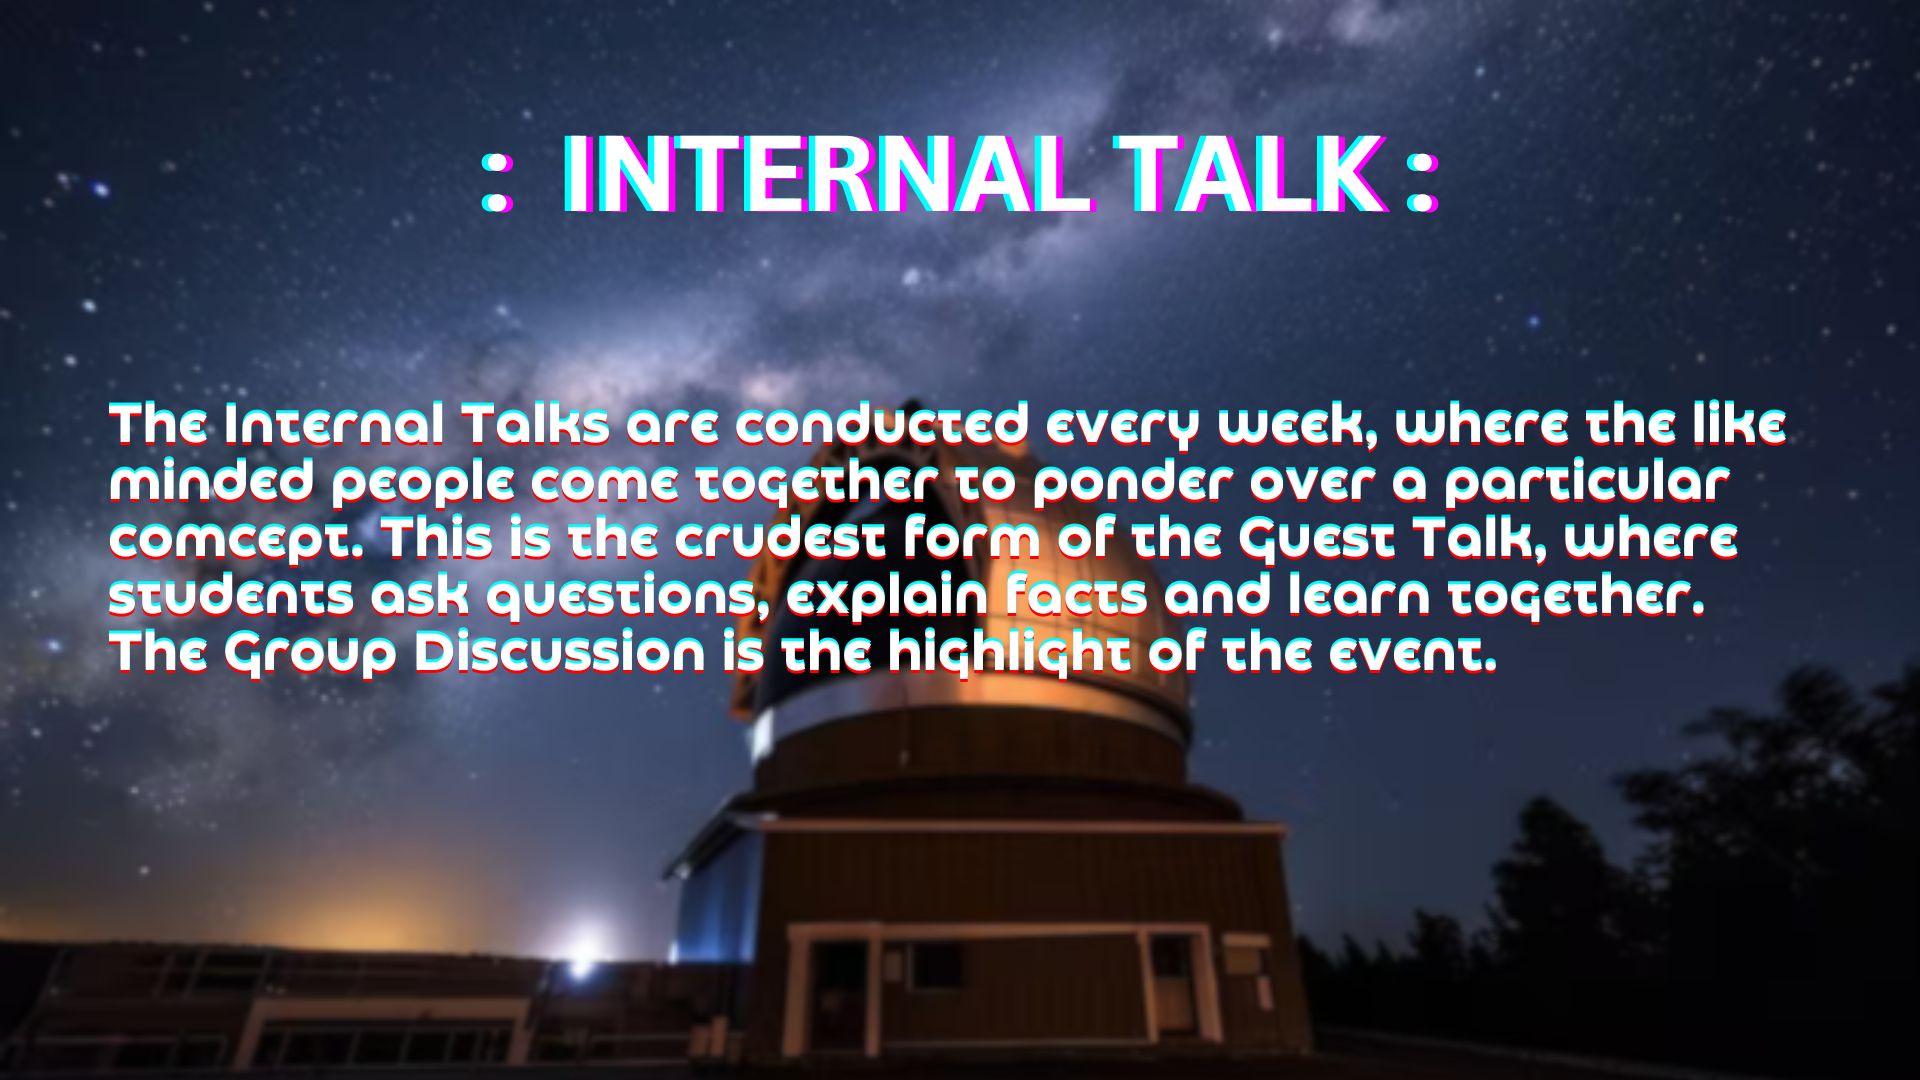 : INTERNAL TALK :
The Internal Talks are conducted every week, where the like
minded people come together to ponder over a particular
comcept. This is the crudest form of the Guest Talk, where
students ask questions, explain facts and learn together.
The Group Discussion is the highlight of the event.